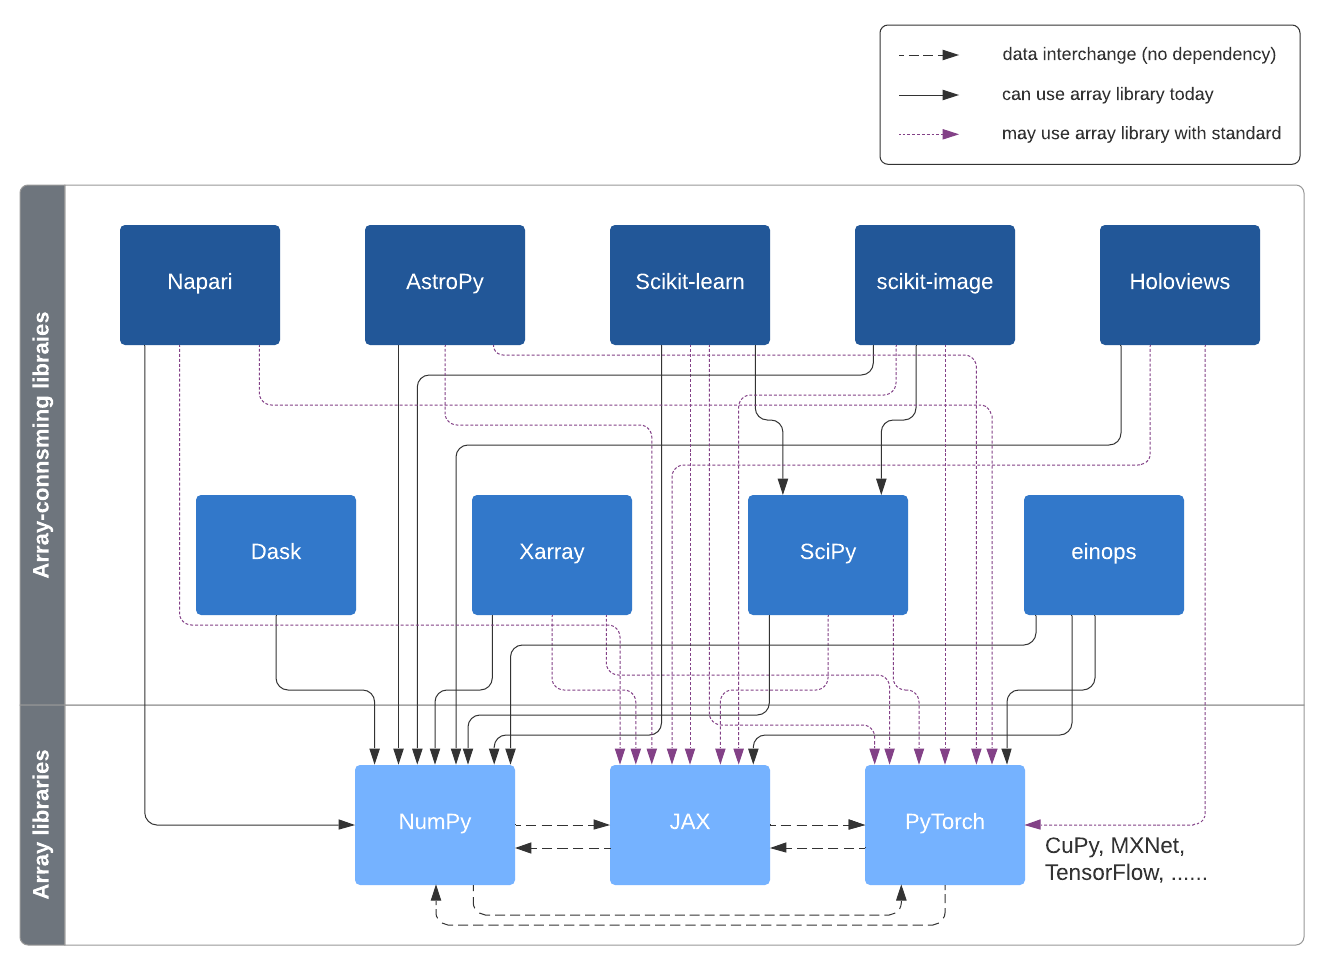 data interchange (no dependency)
can use array library today
may use array library with standard
Array-connsming libraies
Napari
AstroPy
Scikit-learn
scikit-image
Holoviews
Dask
Xarray
SciPy
einops
Array libraries
NumPy
JAX
PyTorch
CuPy, MXNet,
TensorFlow, ......